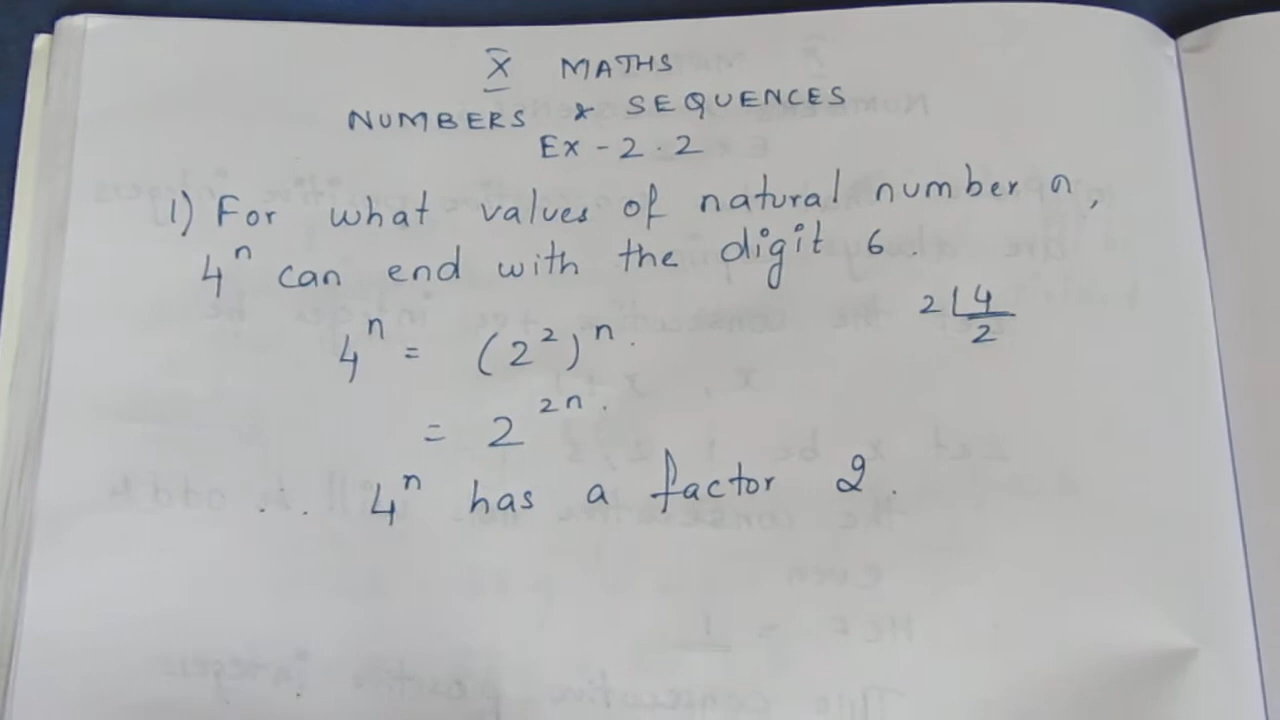 X MATHS
NUMBERS & SEQUENCES
Ex - 2.2
1) For what values of natural number n,
4ⁿ can end with the digit 6.
2 | 4
2
4ⁿ = (2²)ⁿ.
= 2²ⁿ.
∴ 4ⁿ has a factor 2.